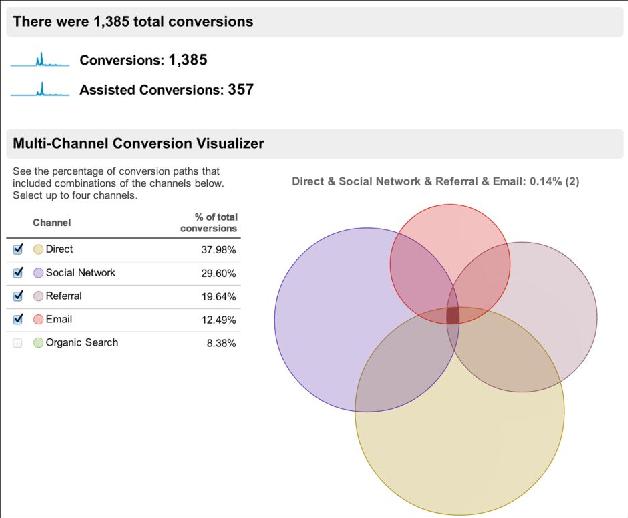 There were 1,385 total conversions
Conversions: 1,385
Assisted Conversions: 357
Multi-Channel Conversion Visualizer
See the percentage of conversion paths that
included combinations of the channels below.
Select up to four channels.
Direct & Social Network & Referral & Email: 0.14% (2)
Channel % of total conversions
Direct 37.98%
Social Network 29.60%
Referral 19.64%
Email 12.49%
Organic Search 8.38%